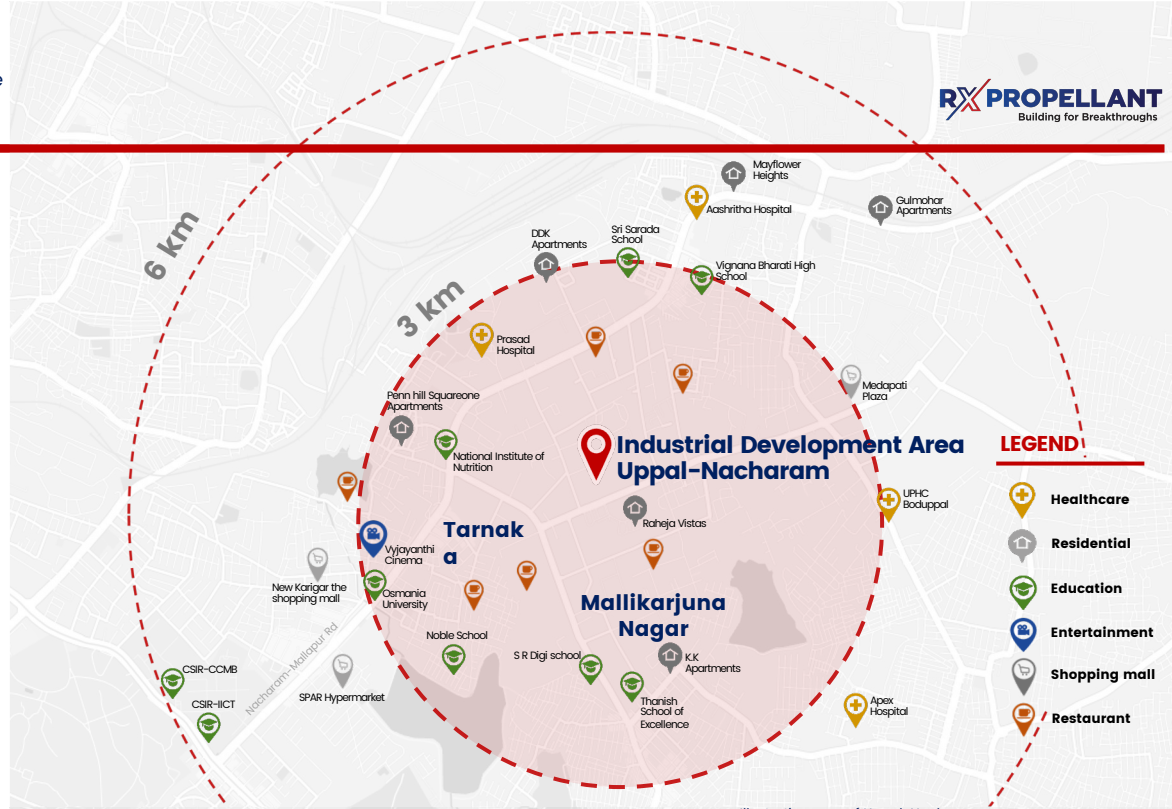 e
RX PROPELLANT
Building for Breakthroughs
6 km
3 km
Mayflower
Heights
Aashritha Hospital
Gulmohar
Apartments
DDK
Apartments
Sri Sarada
School
Vignana Bharati High
School
Prasad
Hospital
Medapati
Plaza
Penn hill Squareone
Apartments
National Institute of
Nutrition
Industrial Development Area
Uppal-Nacharam
LEGEND
Healthcare
Residential
Education
Entertainment
Shopping mall
Restaurant
UPHC
Boduppal
Raheja Vistas
Tarnak
a
Vyjayanthi
Cinema
New Karigar the
shopping mall
Osmania
University
Mallikarjuna
Nagar
Noble School
S R Digi school
K.K
Apartments
Thanish
School of
Excellence
Nacharam-Mallapur Rd
SPAR Hypermarket
CSIR-CCMB
CSIR-IICT
Apex
Hospital